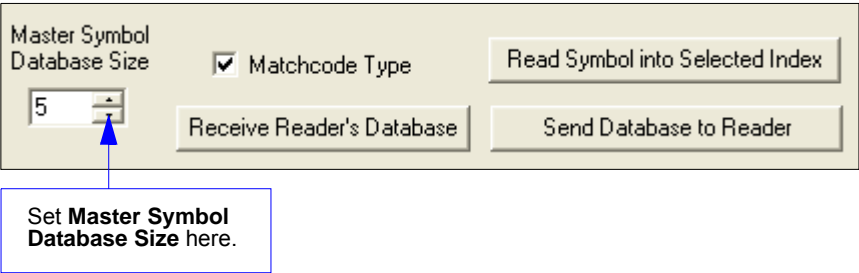 Master Symbol
Database Size
5
Matchcode Type
Read Symbol into Selected Index
Receive Reader's Database
Send Database to Reader
Set Master Symbol
Database Size here.